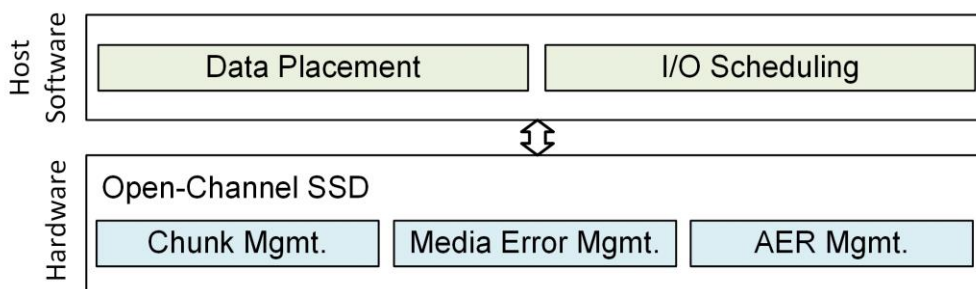 Host
Software
Data Placement
I/O Scheduling
Hardware
Open-Channel SSD
Chunk Mgmt.
Media Error Mgmt.
AER Mgmt.